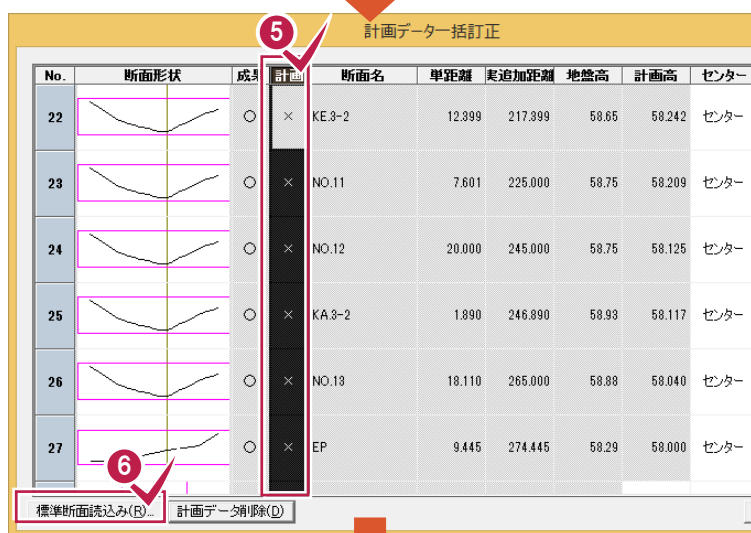 5
計画データ一括訂正
No. 断面形状 成果 計画 断面名 単距離 実追加距離 地盤高 計画高 センター
22 ○ × KE.3-2 12.399 217.399 58.65 58.242 センター
23 ○ × NO.11 7.601 225.000 58.75 58.209 センター
24 ○ × NO.12 20.000 245.000 58.75 58.125 センター
25 ○ × KA.3-2 1.890 246.890 58.93 58.117 センター
26 ○ × NO.13 18.110 265.000 58.88 58.040 センター
27 ○ × EP 9.445 274.445 58.29 58.000 センター
6
標準断面読込み(R)... 計画データ削除(D)